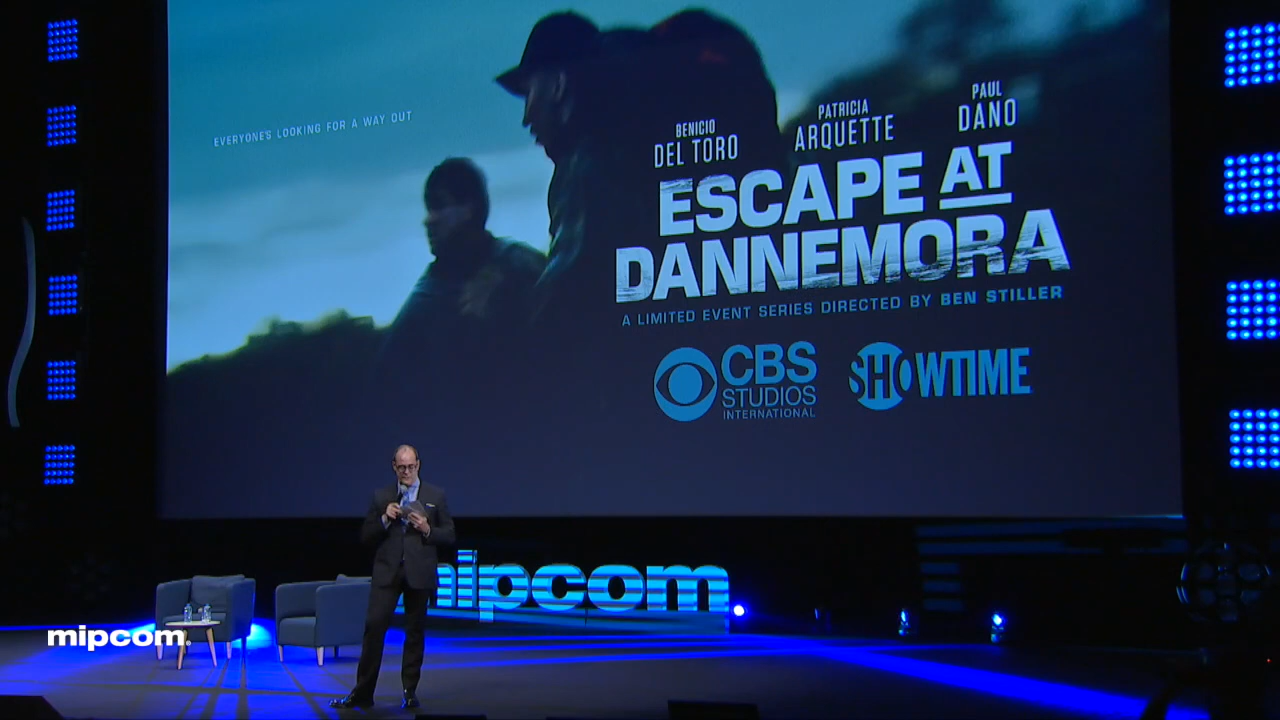 EVERYONE'S LOOKING FOR A WAY OUT
BENICIO
DEL TORO
PATRICIA
ARQUETTE
PAUL
DANO
ESCAPE AT
DANNEMORA
A LIMITED EVENT SERIES DIRECTED BY BEN STILLER
CBS
STUDIOS
INTERNATIONAL
SHOWTIME
mipcom
mipcom.